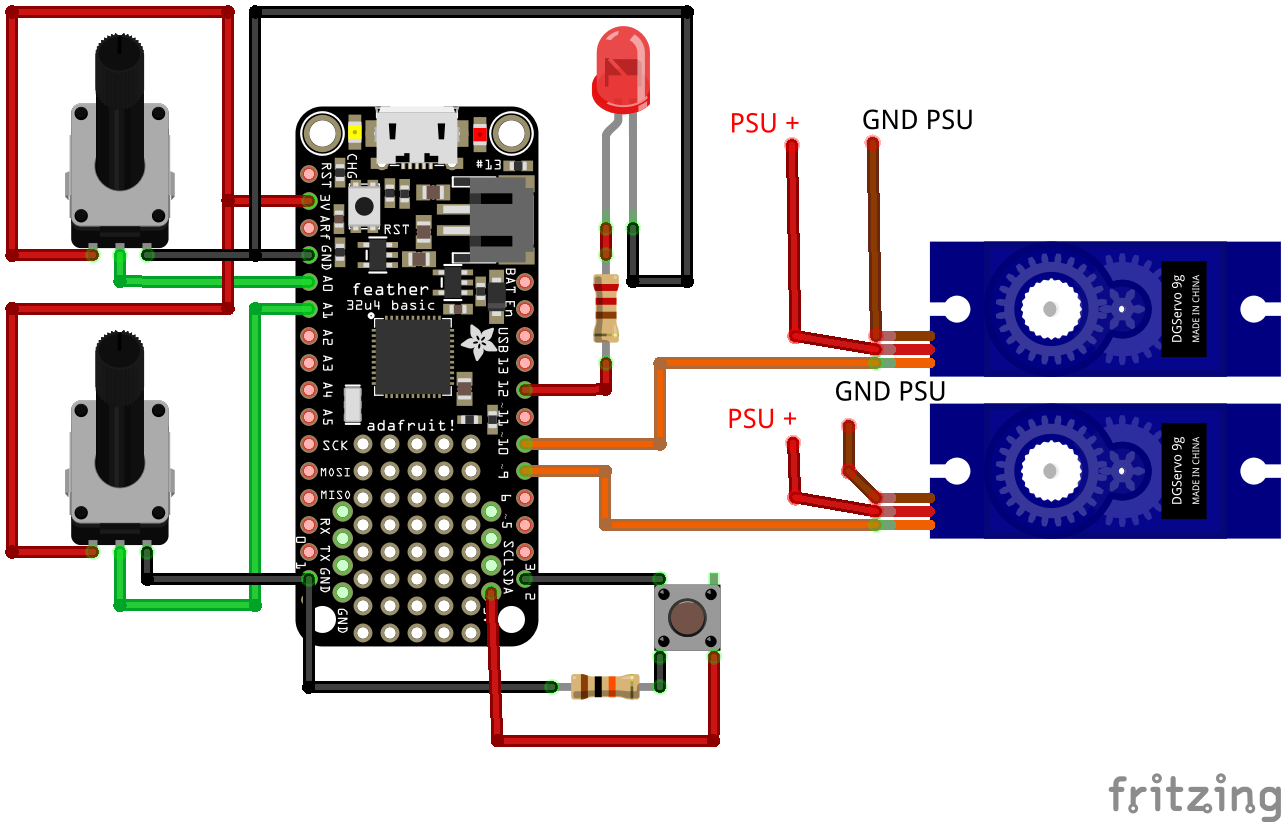 PSU +
GND PSU
CHG
#13
RST
3V
ARf
GND
A0
A1
A2
A3
A4
A5
SCK
MOSI
MISO
RX
0
TX
1
GND
GND
RST
feather
32u4 basic
adafruit!
BAT
En
USB
13
12
~11
~10
~9
6
~5
SCL
3
SDA
2
DGServo 9g
MADE IN CHINA
GND PSU
PSU +
DGServo 9g
MADE IN CHINA
fritzing